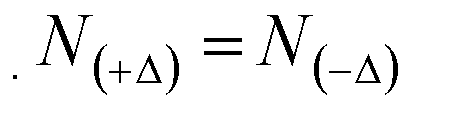 . N(+Δ) = N(−Δ)